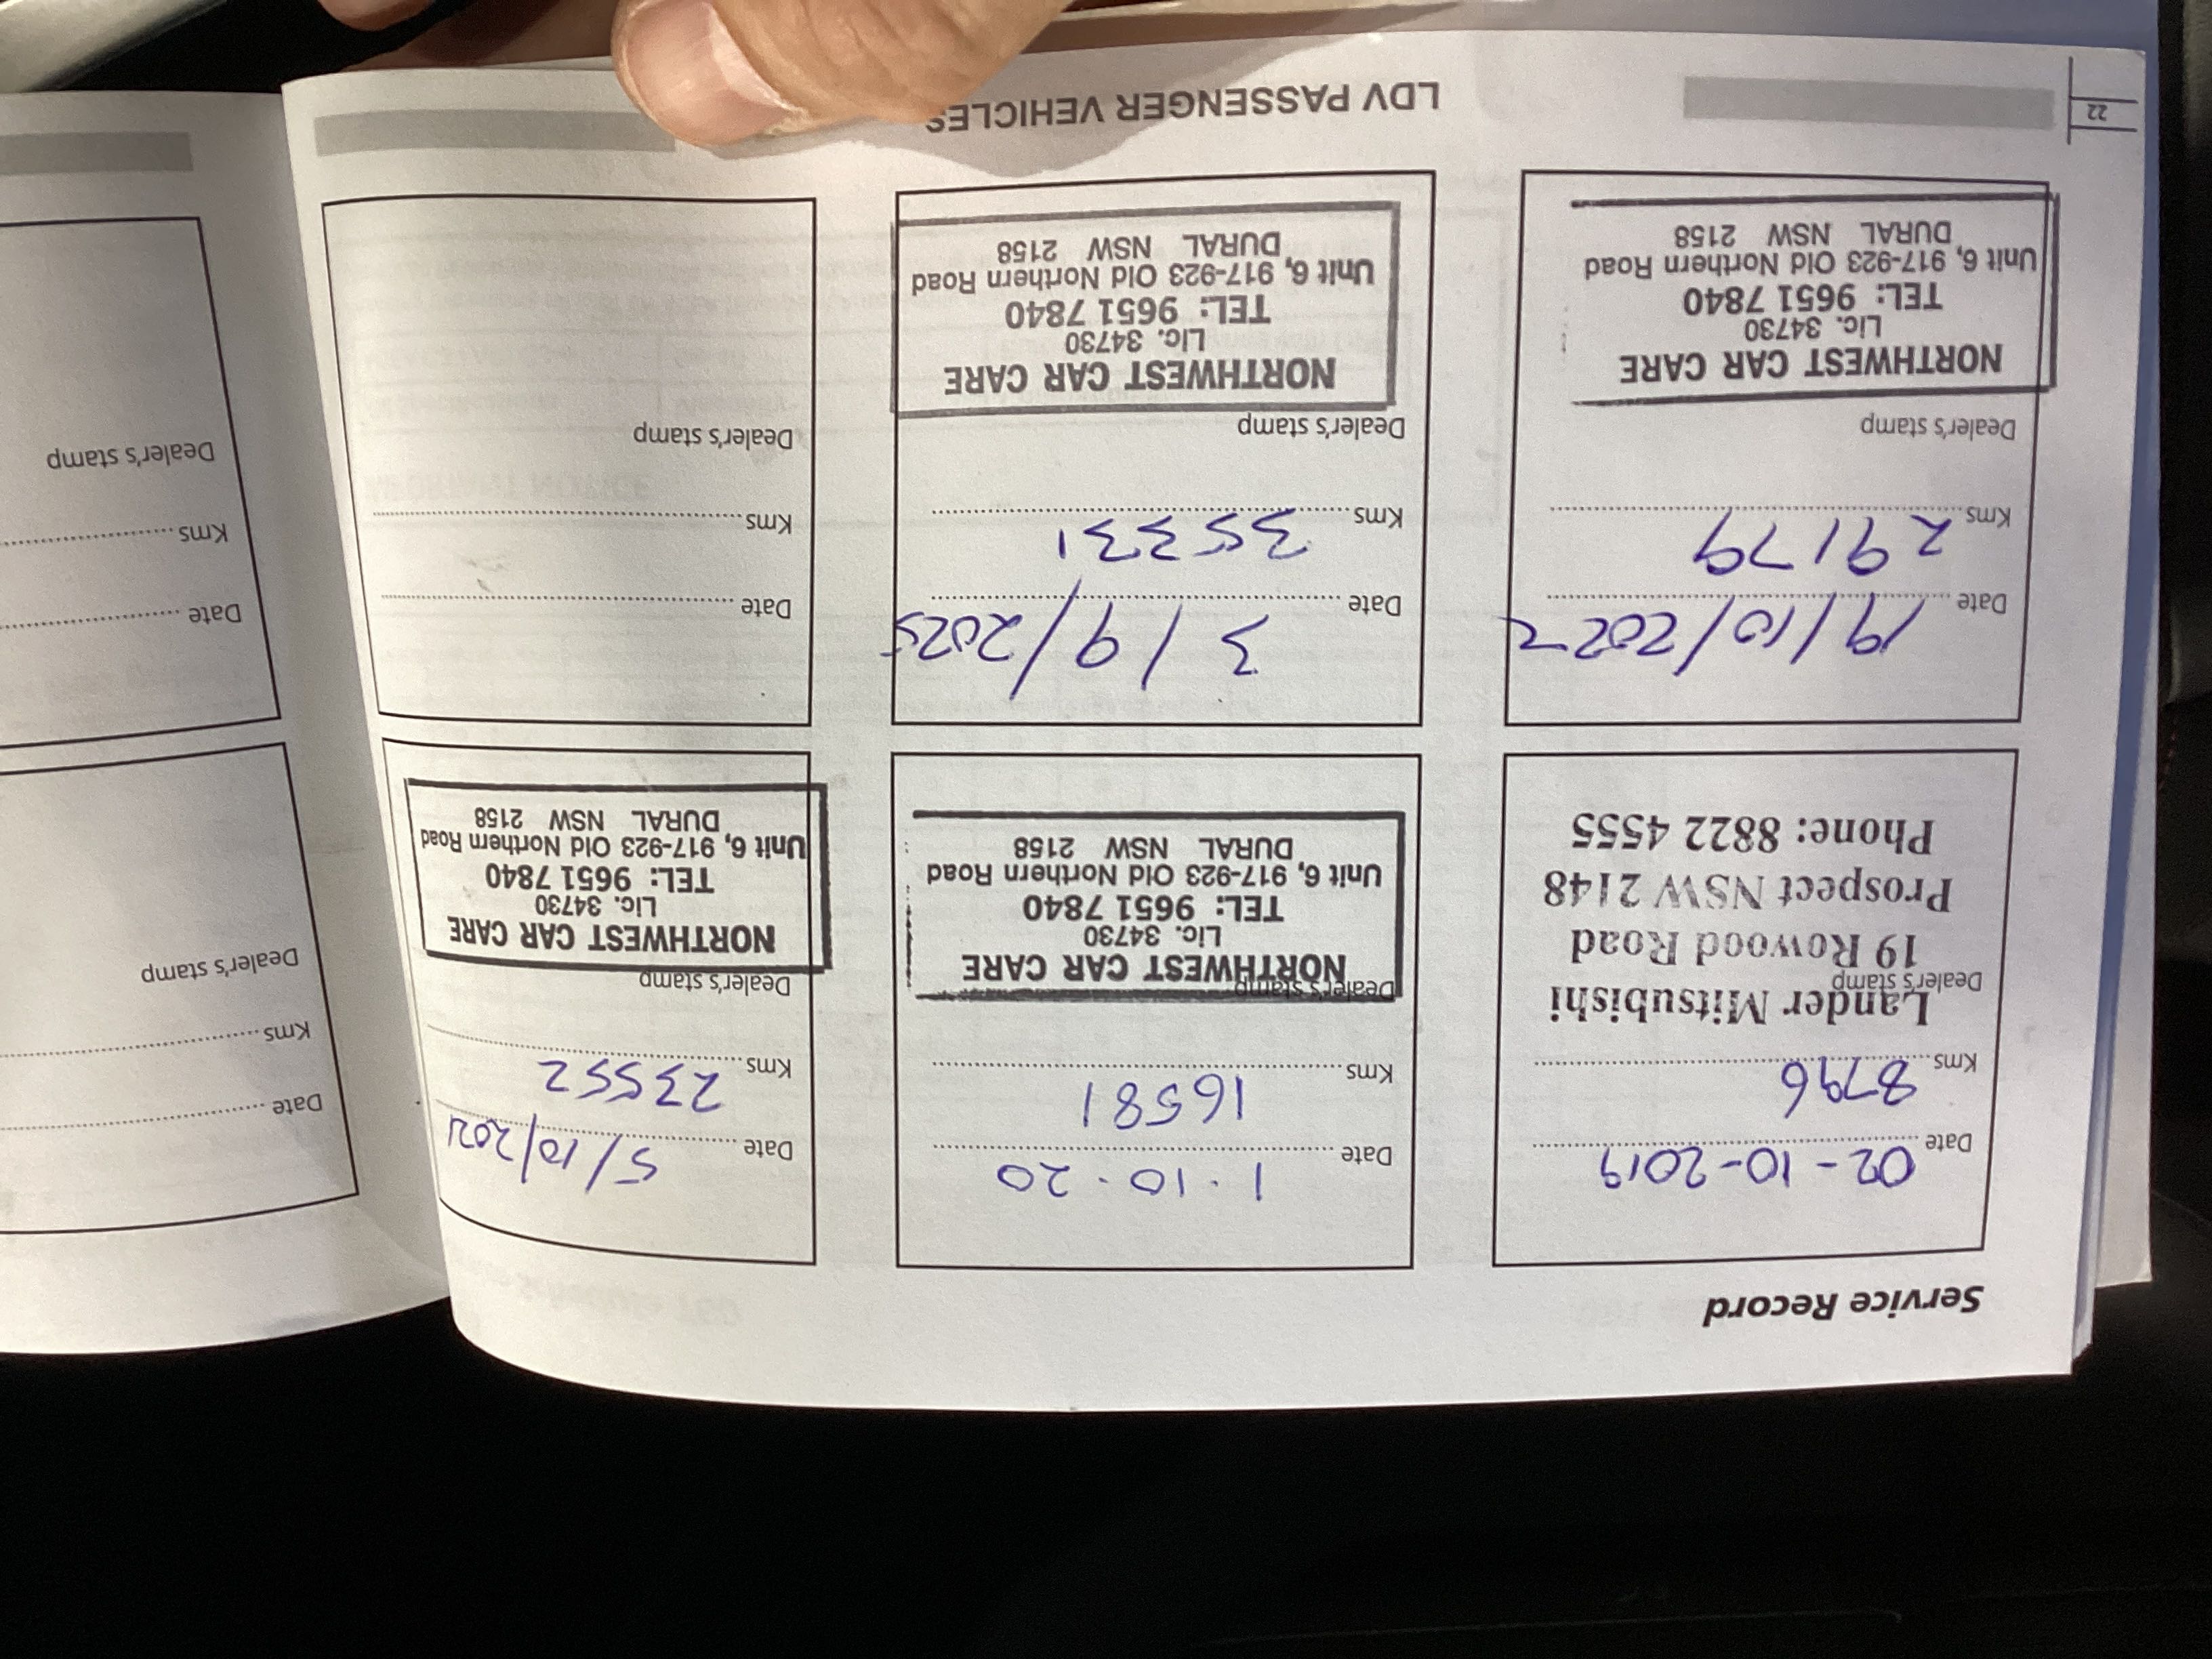 Service Record
Date 02-10-2019
Kms 8796
Dealer's stamp
Lander Mitsubishi
19 Rowood Road
Prospect NSW 2148
Phone: 8822 4555
Date 1.10.20
Kms 16581
Dealer's stamp
NORTHWEST CAR CARE
Lic. 34730
TEL: 9651 7840
Unit 6, 917-923 Old Northern Road
DURAL NSW 2158
Date 5/10/2021
Kms 23552
Dealer's stamp
NORTHWEST CAR CARE
Lic. 34730
TEL: 9651 7840
Unit 6, 917-923 Old Northern Road
DURAL NSW 2158
Date 19/10/2022
Kms 29179
Dealer's stamp
NORTHWEST CAR CARE
Lic. 34730
TEL: 9651 7840
Unit 6, 917-923 Old Northern Road
DURAL NSW 2158
Date 3/9/2025
Kms 35331
Dealer's stamp
NORTHWEST CAR CARE
Lic. 34730
TEL: 9651 7840
Unit 6, 917-923 Old Northern Road
DURAL NSW 2158
Date
Kms
Dealer's stamp
22
LDV PASSENGER VEHICLES
Date
Kms
Dealer's stamp
Date
Kms
Dealer's stamp